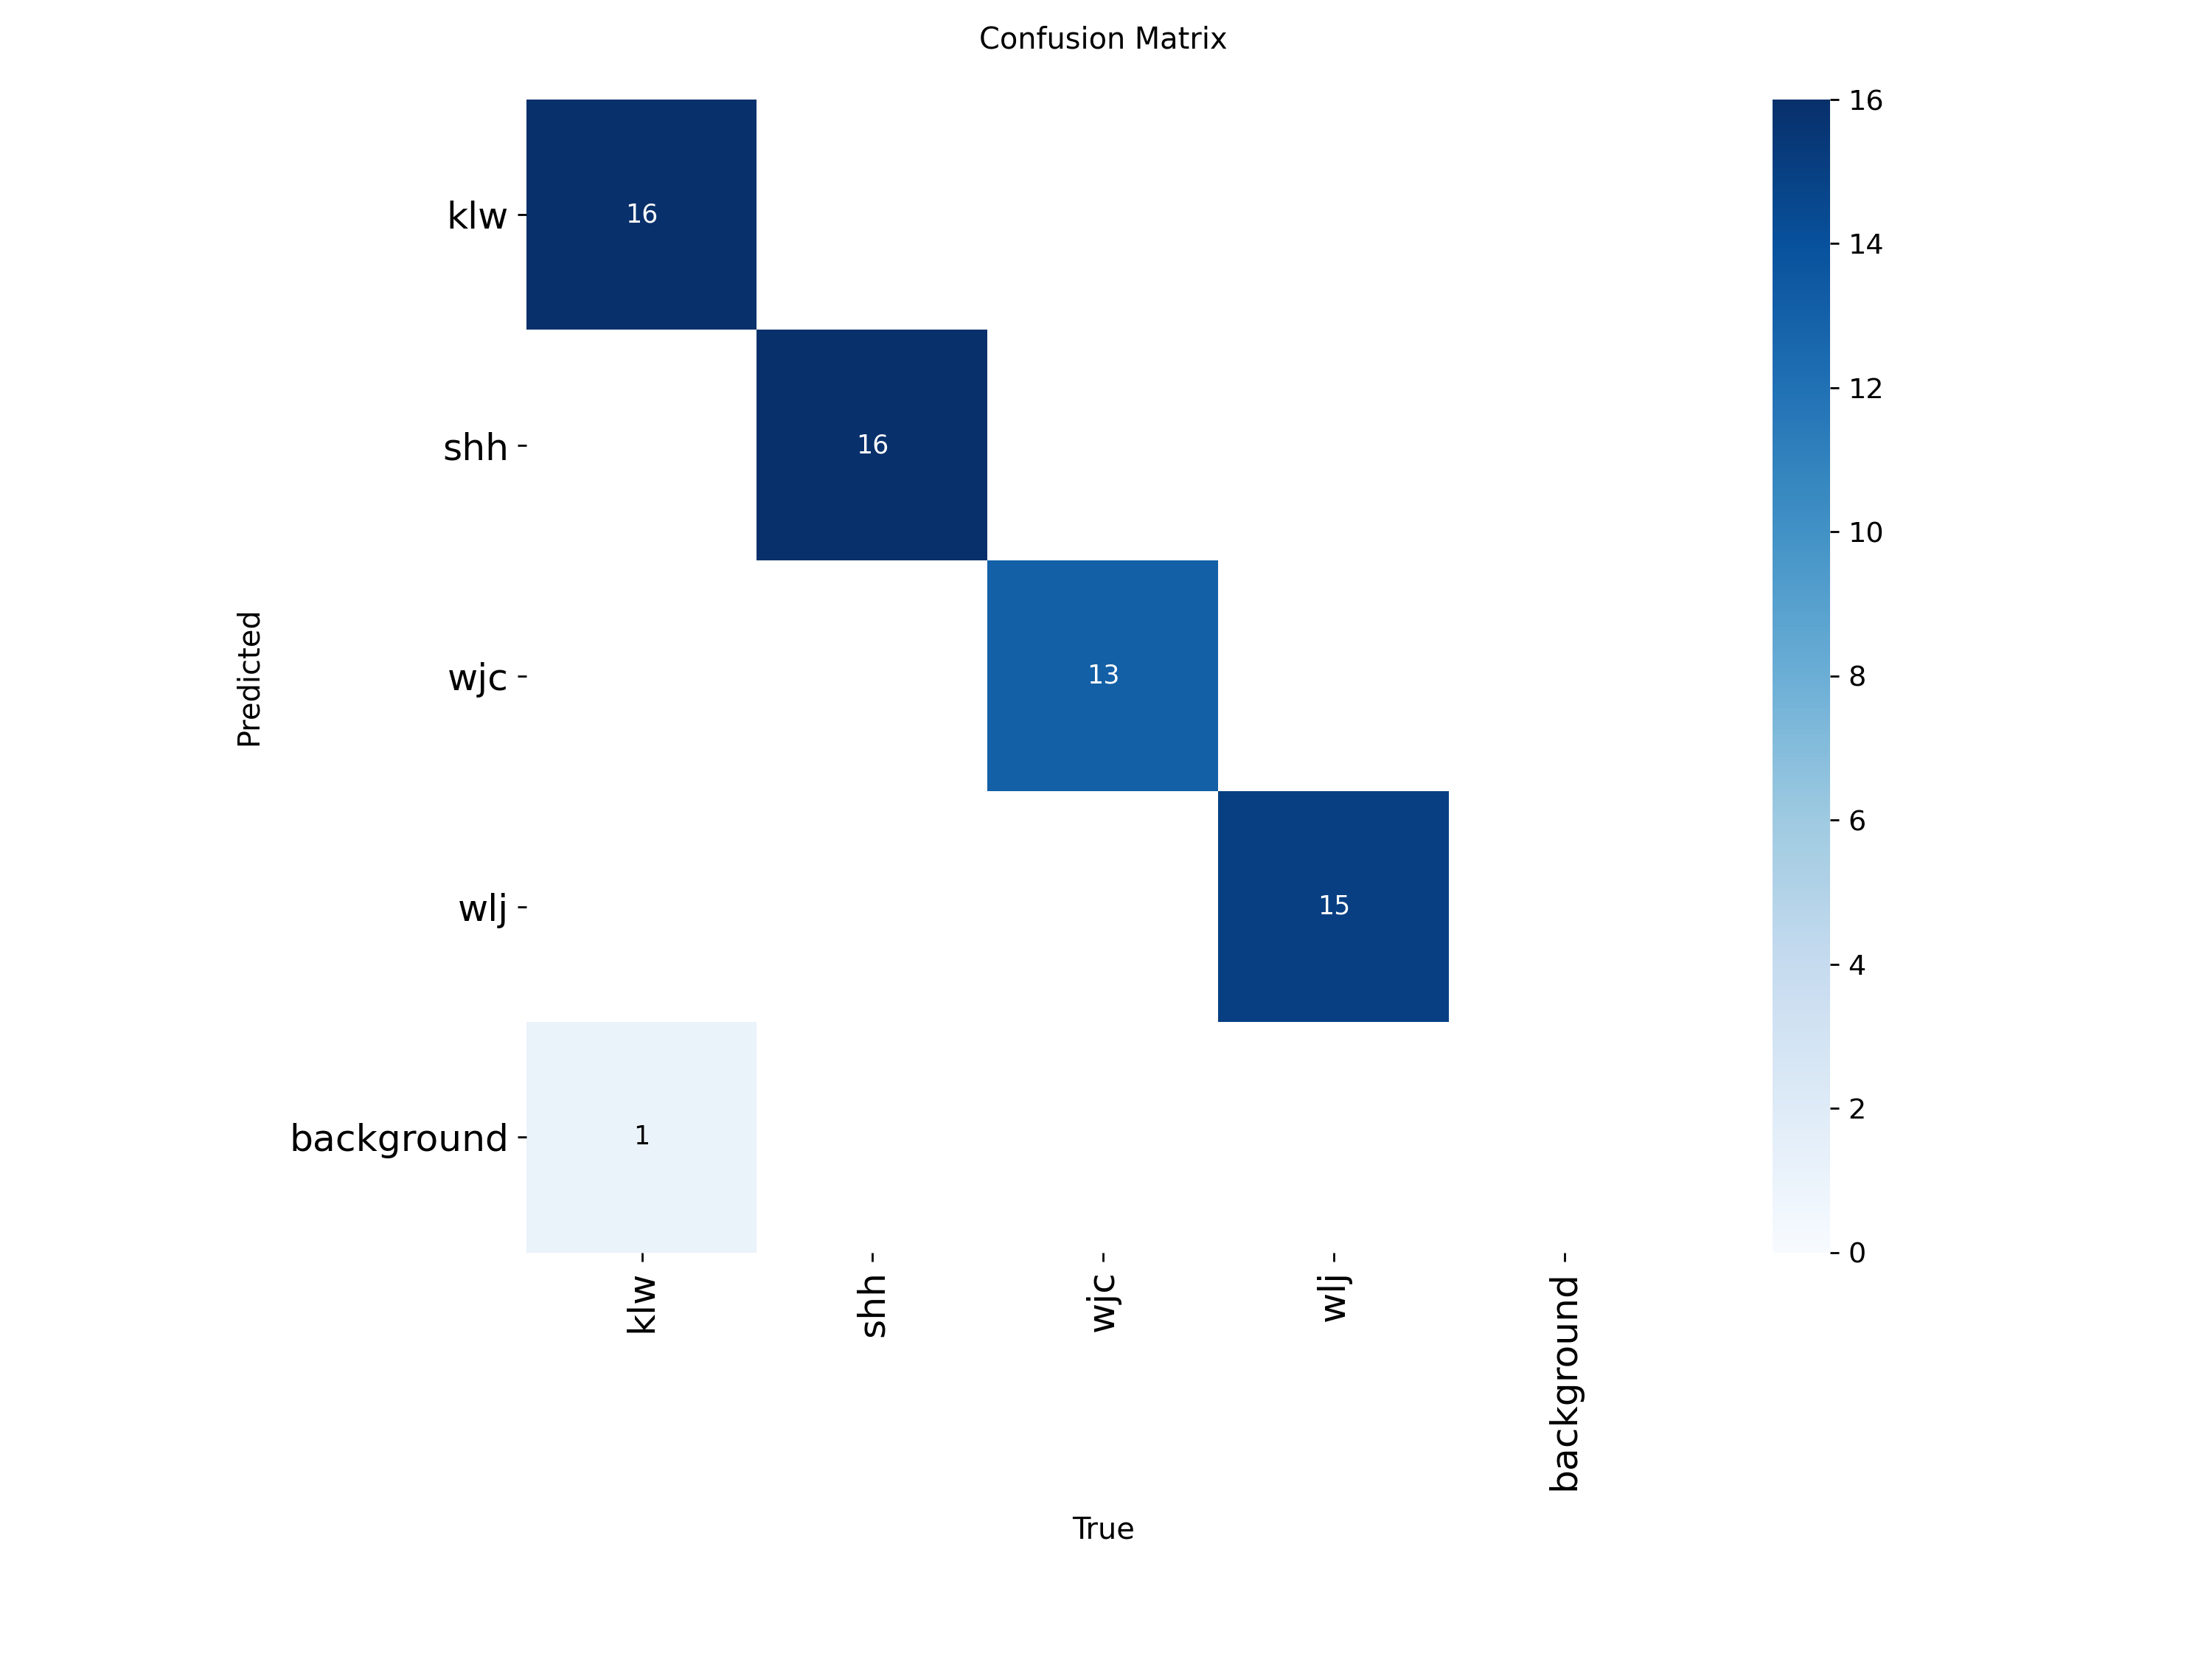 Confusion Matrix
klw
shh
wjc
wlj
background
Predicted
16
16
13
15
1
klw
shh
wjc
wlj
background
True
16
14
12
10
8
6
4
2
0